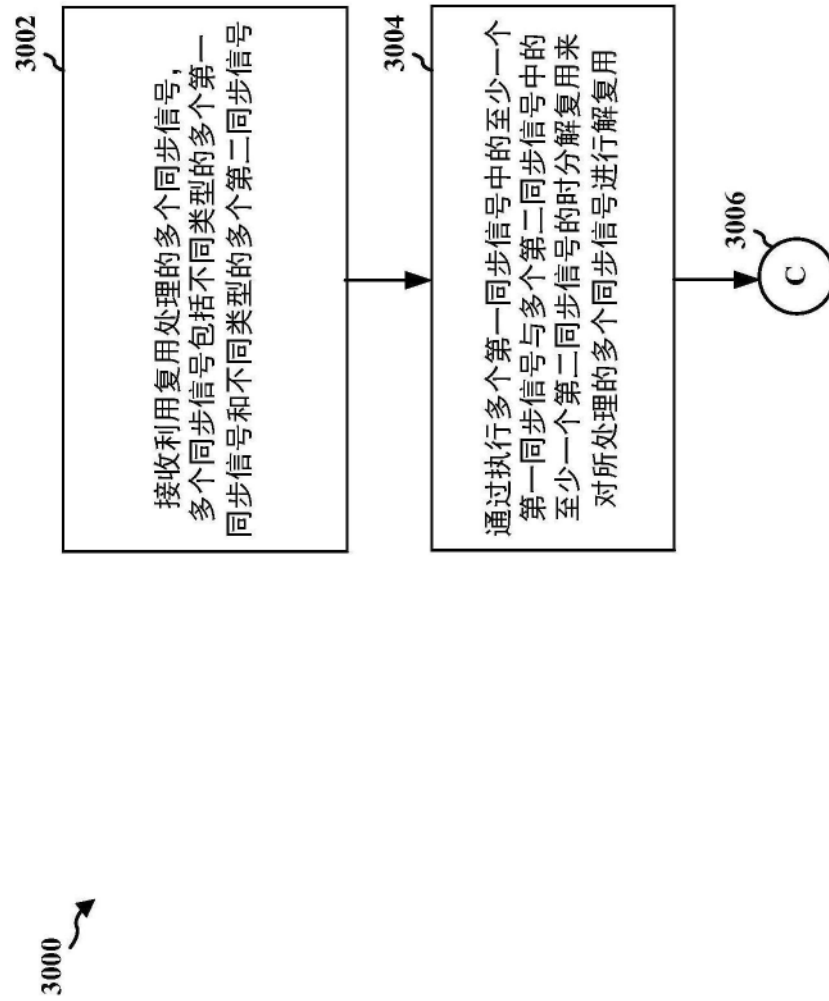 3000
3002
接收利用复用处理的多个同步信号，
多个同步信号包括不同类型的多个第一
同步信号和不同类型的多个第二同步信号
3004
通过执行多个第一同步信号中的至少一个
第一同步信号与多个第二同步信号中的
至少一个第二同步信号的时分解复用来
对所处理的多个同步信号进行解复用
3006
C